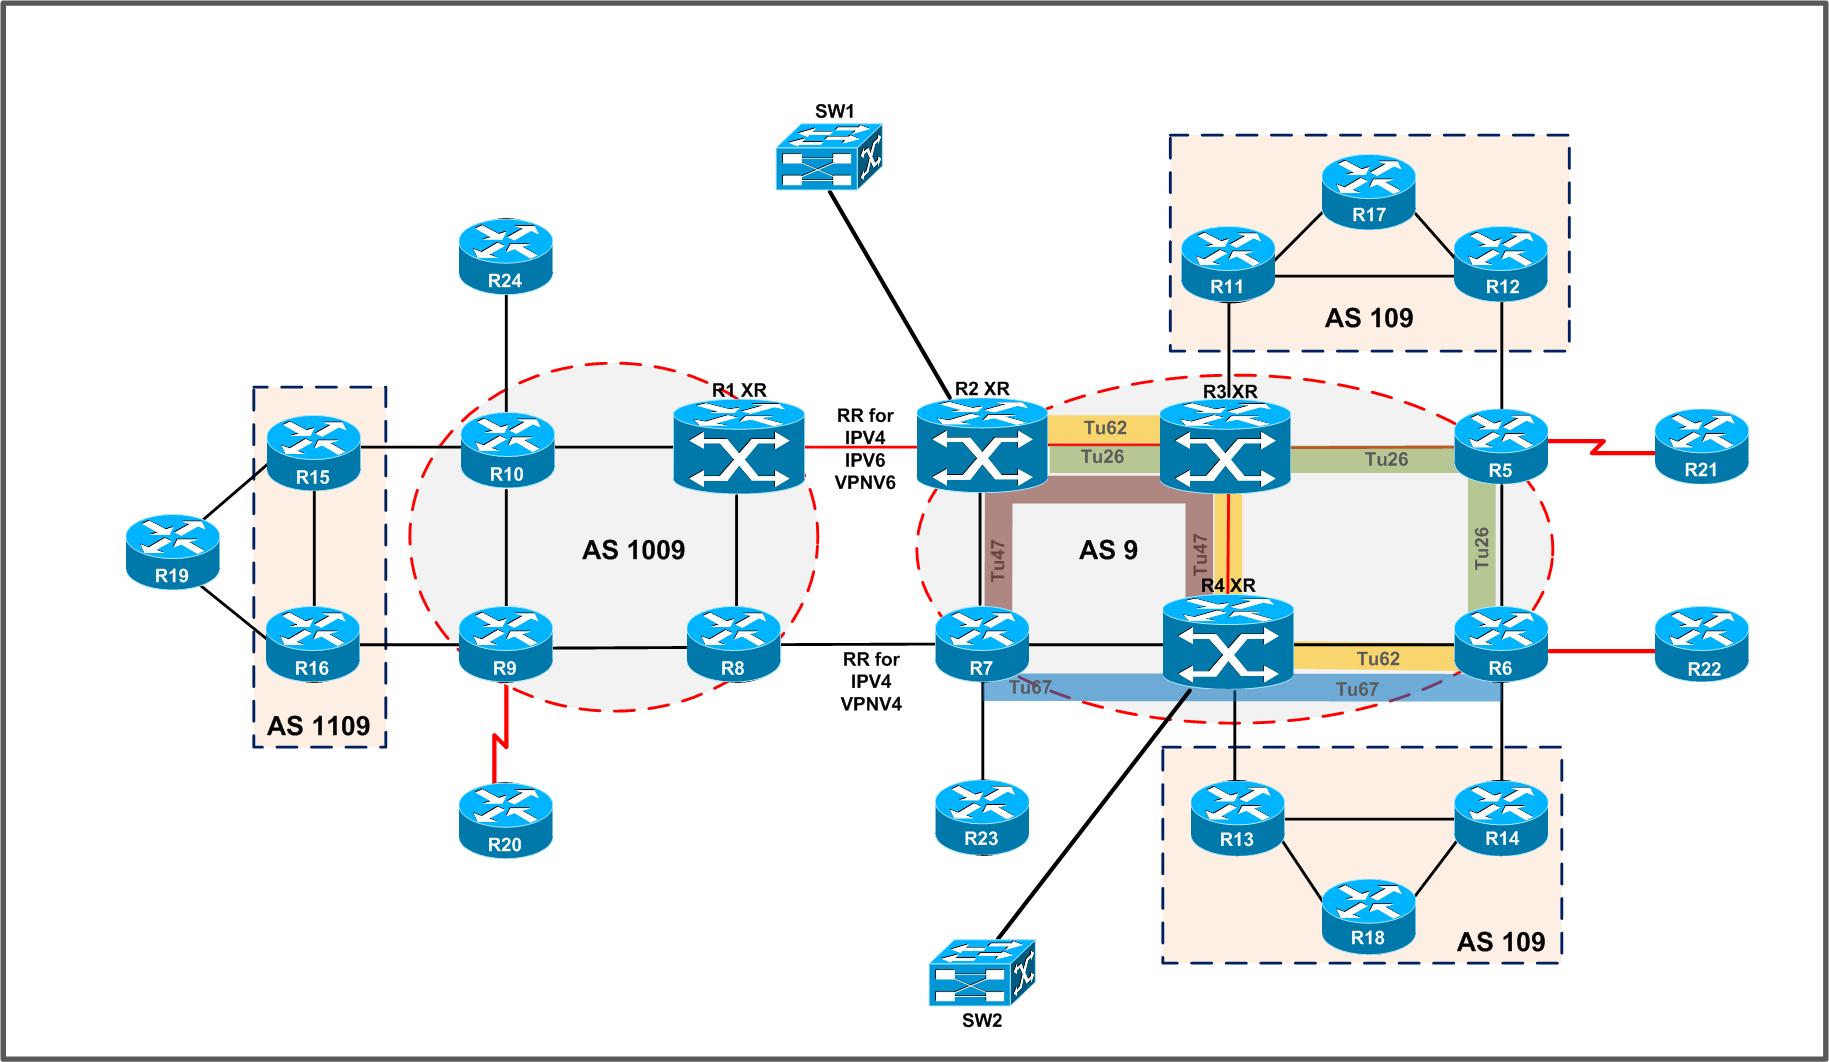 SW1
R17
R24
R11
R12
AS 109
R1 XR
R2 XR
R3 XR
RR for
IPV4
IPV6
VPNV6
Tu62
Tu26
Tu26
R15
R10
R5
R21
R19
AS 1009
AS 9
Tu47
Tu47
Tu26
R4 XR
R16
R9
R8
RR for
IPV4
VPNV4
R7
Tu62
R6
R22
Tu67
Tu67
AS 1109
R20
R23
R13
R14
R18
AS 109
SW2